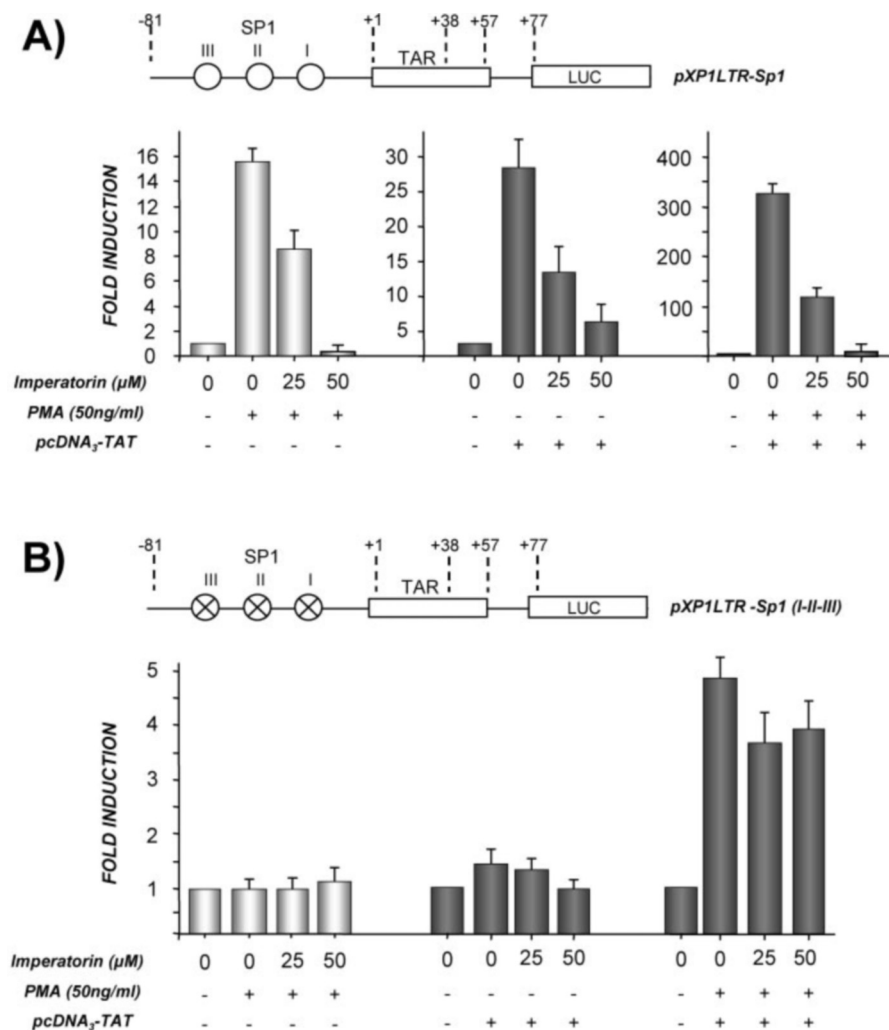 A)
-81 SP1 +1 +38 +57 +77
III II I TAR LUC pXP1LTR-Sp1
FOLD INDUCTION
16 14 12 10 8 6 4 2 0
30 25 20 15 10 5
400 300 200 100
Imperatorin (µM) 0 0 25 50 0 0 25 50 0 0 25 50
PMA (50ng/ml) - + + + - - - - - + + +
pcDNA3-TAT - - - - - + + + - + + +
B)
-81 SP1 +1 +38 +57 +77
III II I TAR LUC pXP1LTR -Sp1 (I-II-III)
FOLD INDUCTION
5 4 3 2 1
Imperatorin (µM) 0 0 25 50 0 0 25 50 0 0 25 50
PMA (50ng/ml) - + + + - - - - - + + +
pcDNA3-TAT - - - - - + + + - + + +